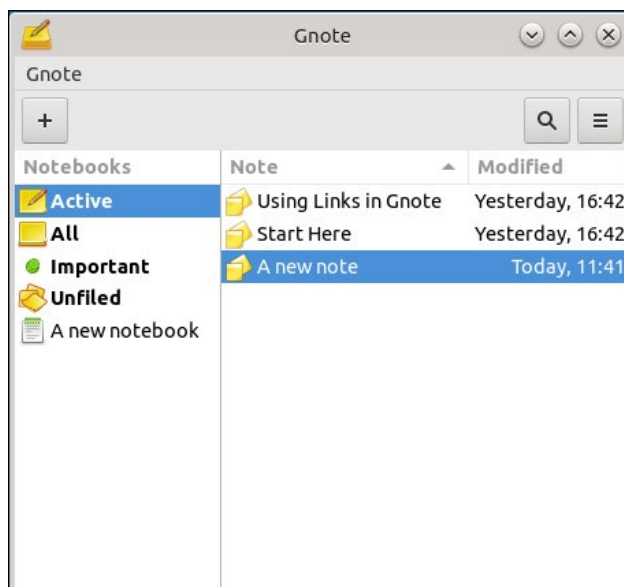 Gnote
Gnote
Notebooks
Active
All
Important
Unfiled
A new notebook
Note Modified
Using Links in Gnote Yesterday, 16:42
Start Here Yesterday, 16:42
A new note Today, 11:41